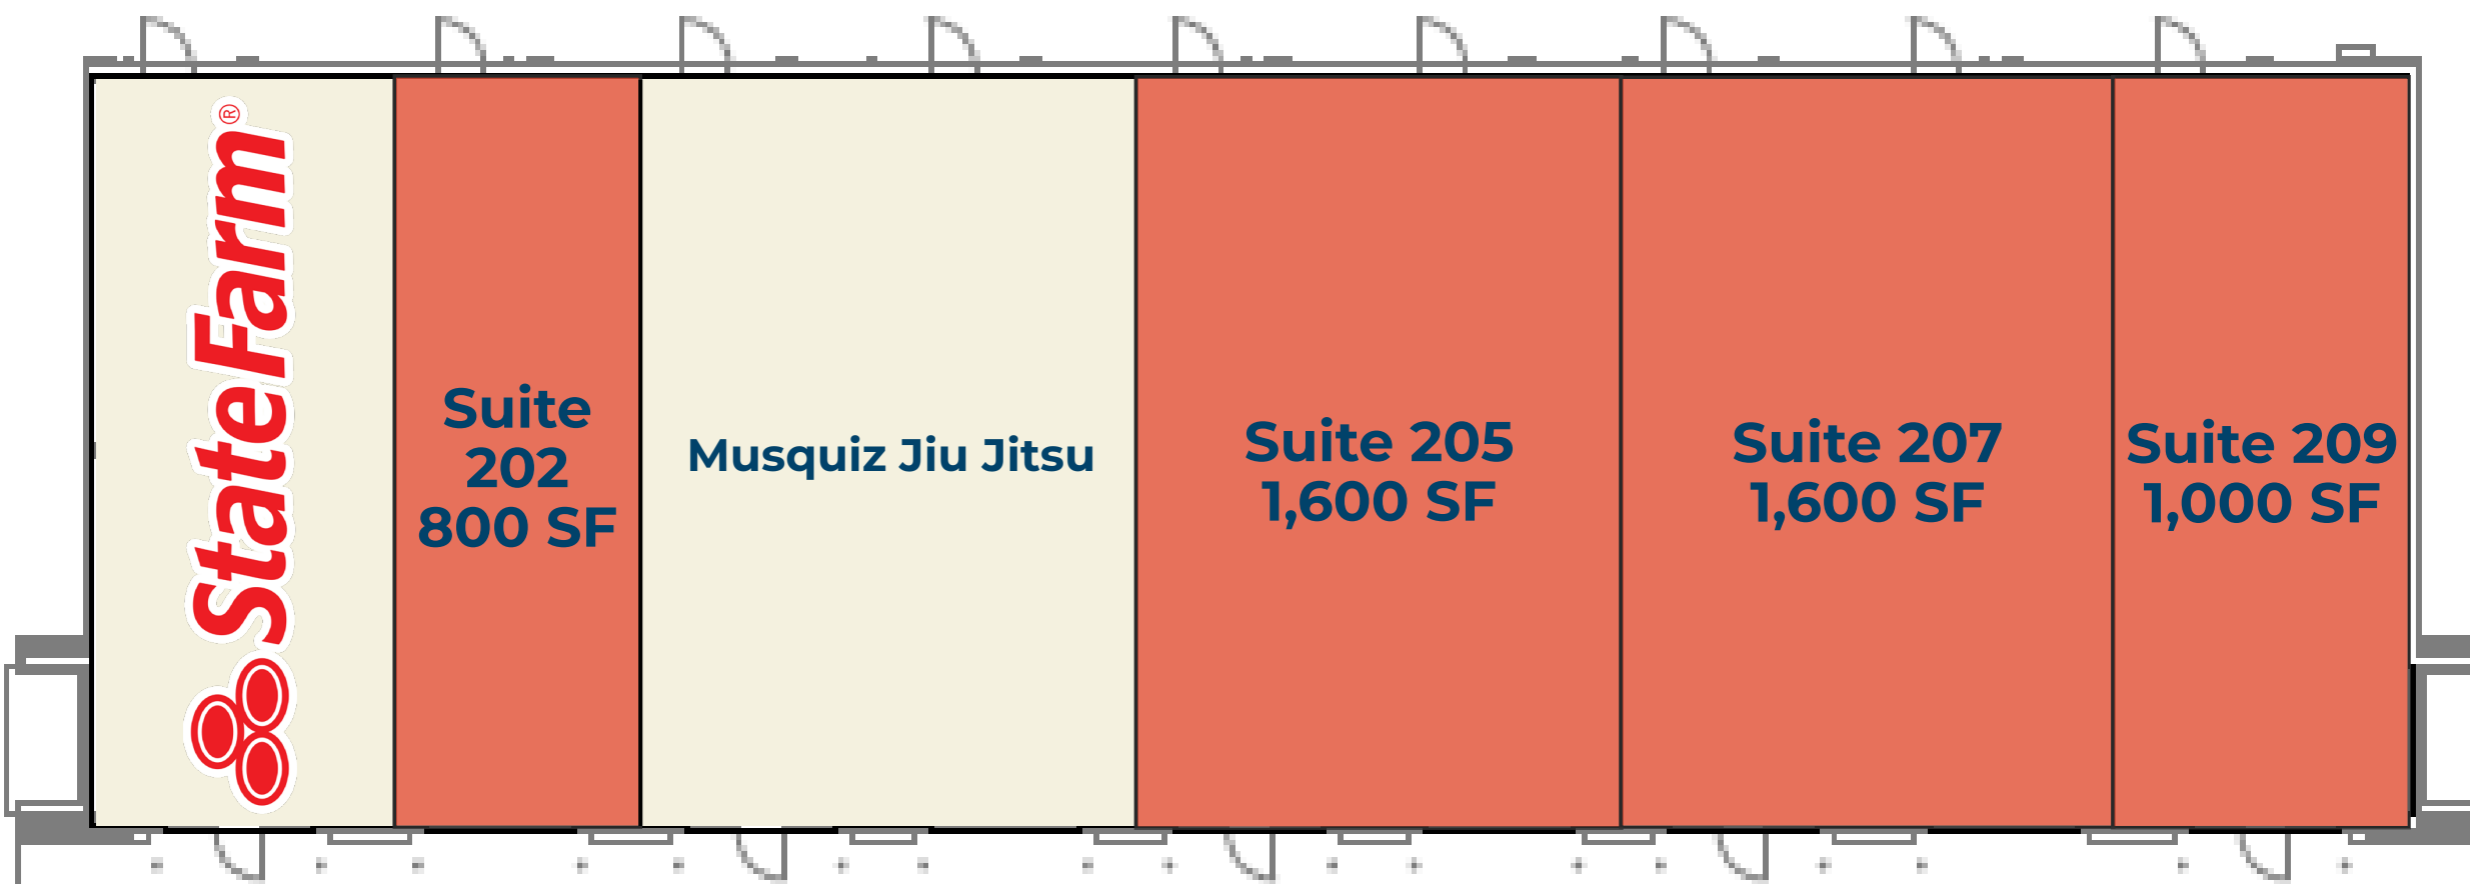 StateFarm®
Suite
202
800 SF
Musquiz Jiu Jitsu
Suite 205
1,600 SF
Suite 207
1,600 SF
Suite 209
1,000 SF